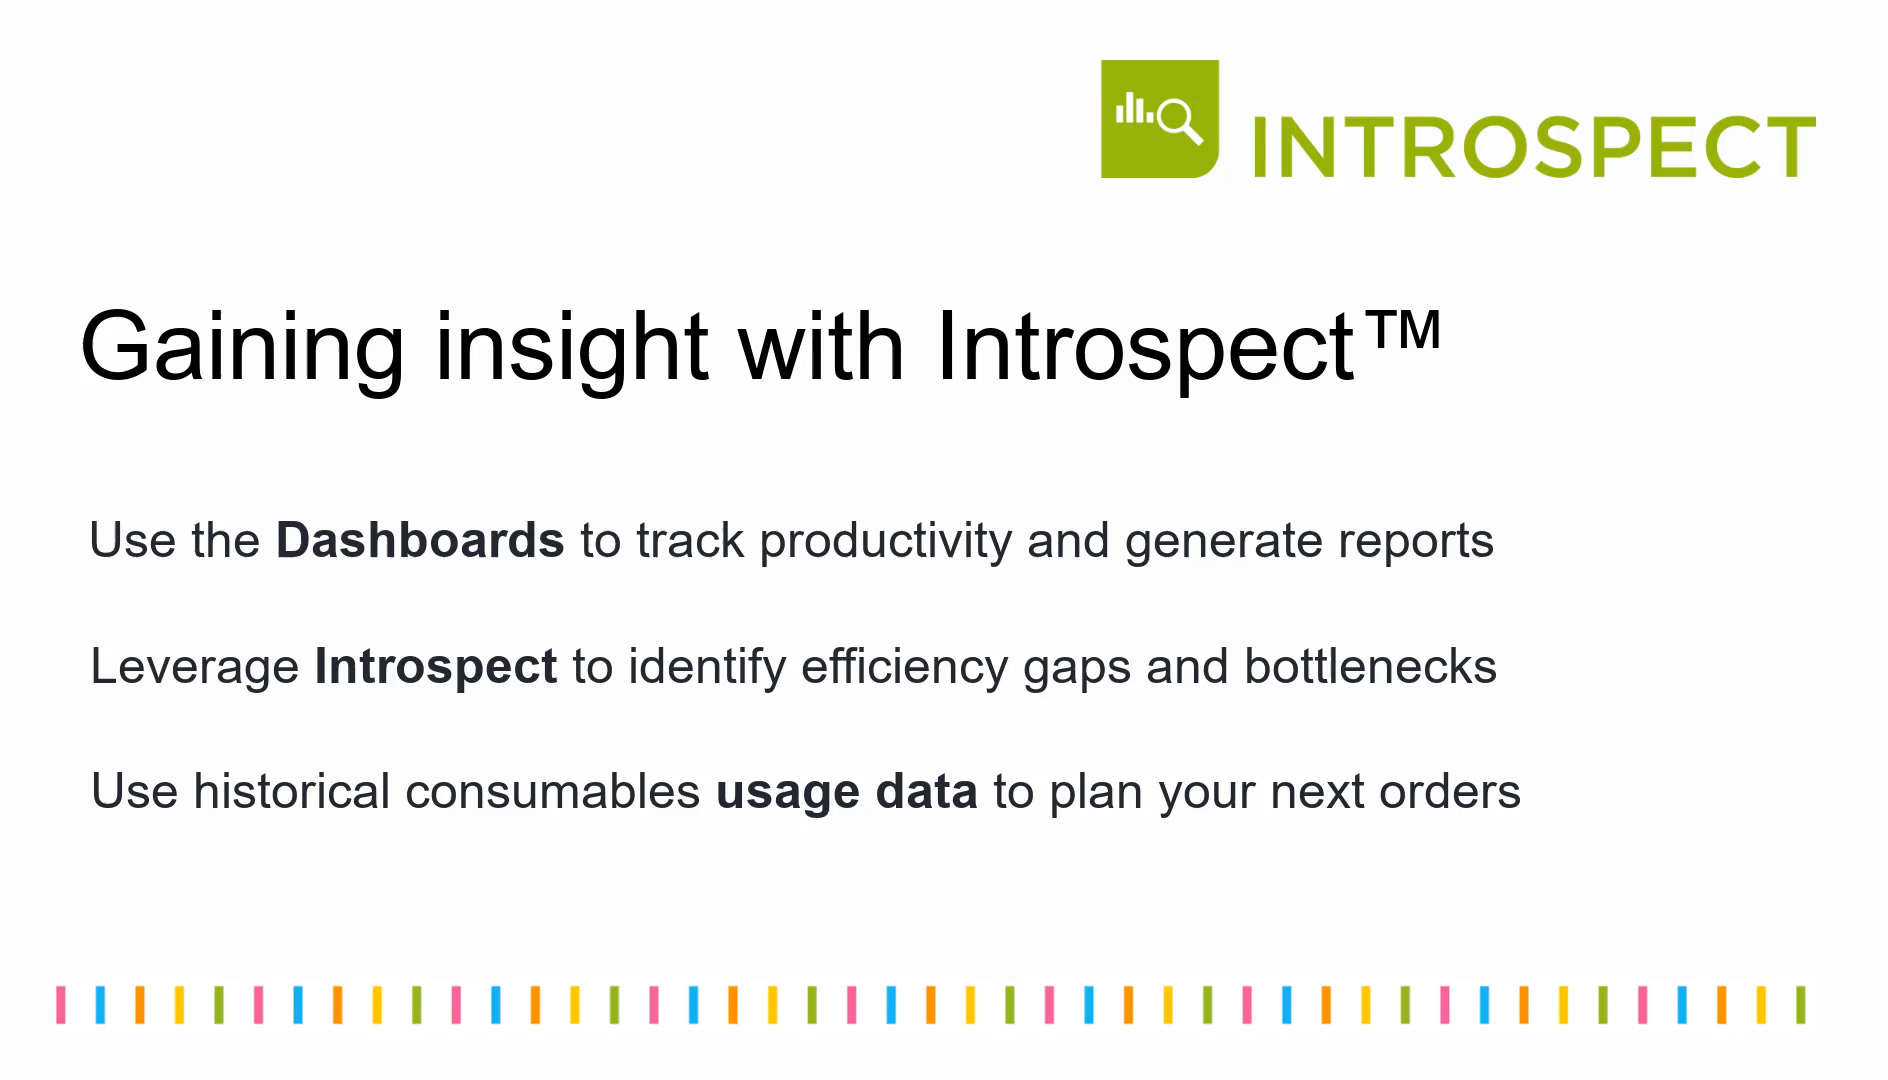 INTROSPECT
Gaining insight with Introspect™
Use the Dashboards to track productivity and generate reports
Leverage Introspect to identify efficiency gaps and bottlenecks
Use historical consumables usage data to plan your next orders